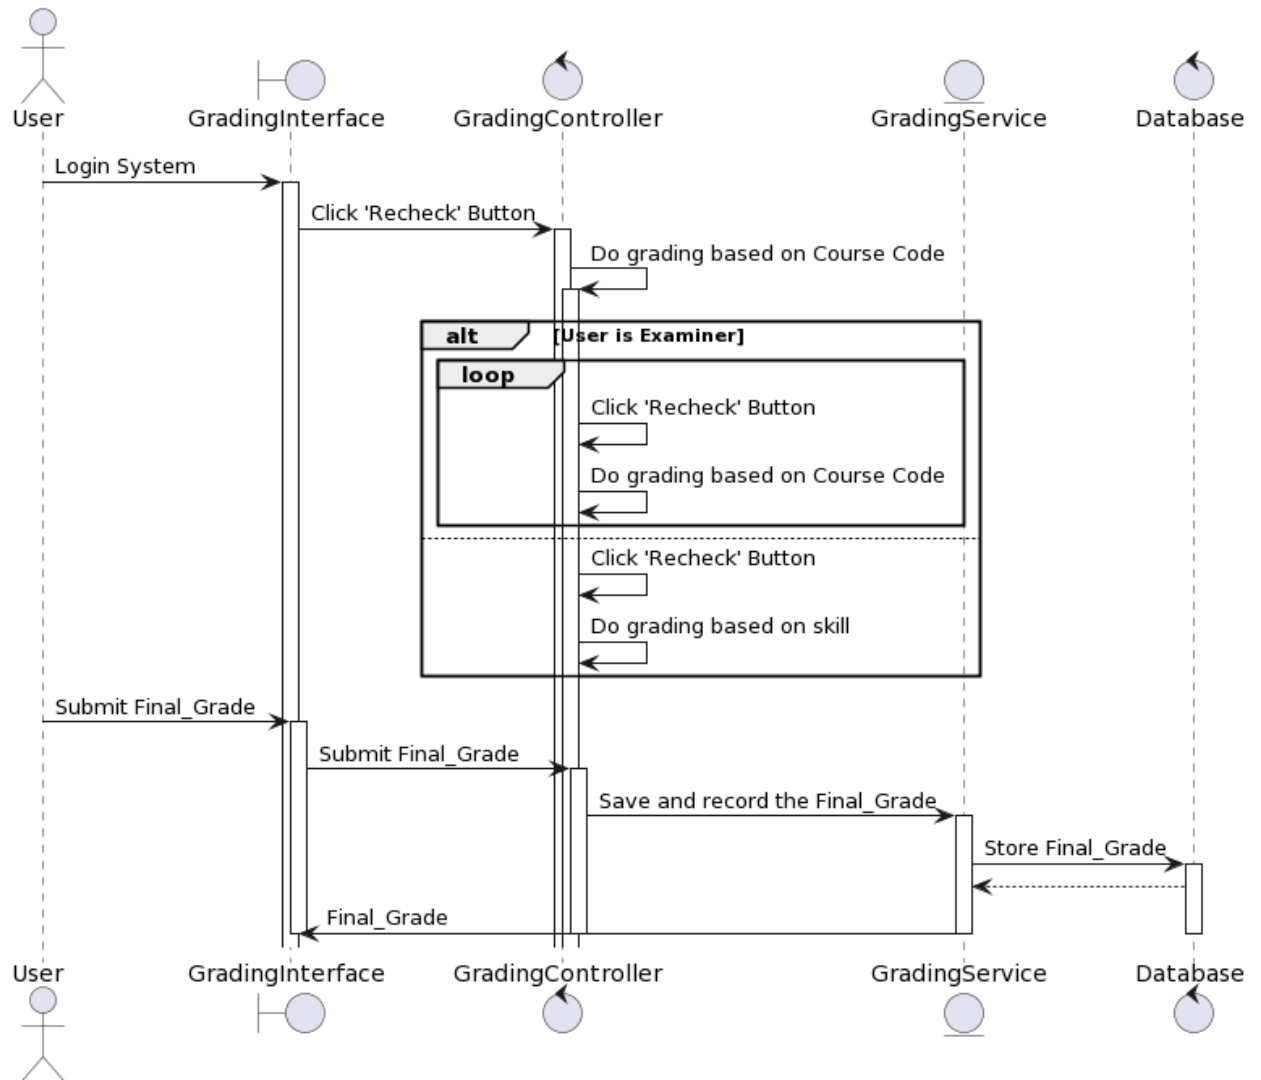 User
GradingInterface
GradingController
GradingService
Database
Login System
Click 'Recheck' Button
Do grading based on Course Code
alt
[User is Examiner]
loop
Click 'Recheck' Button
Do grading based on Course Code
Click 'Recheck' Button
Do grading based on skill
Submit Final_Grade
Submit Final_Grade
Save and record the Final_Grade
Store Final_Grade
Final_Grade
User
GradingInterface
GradingController
GradingService
Database